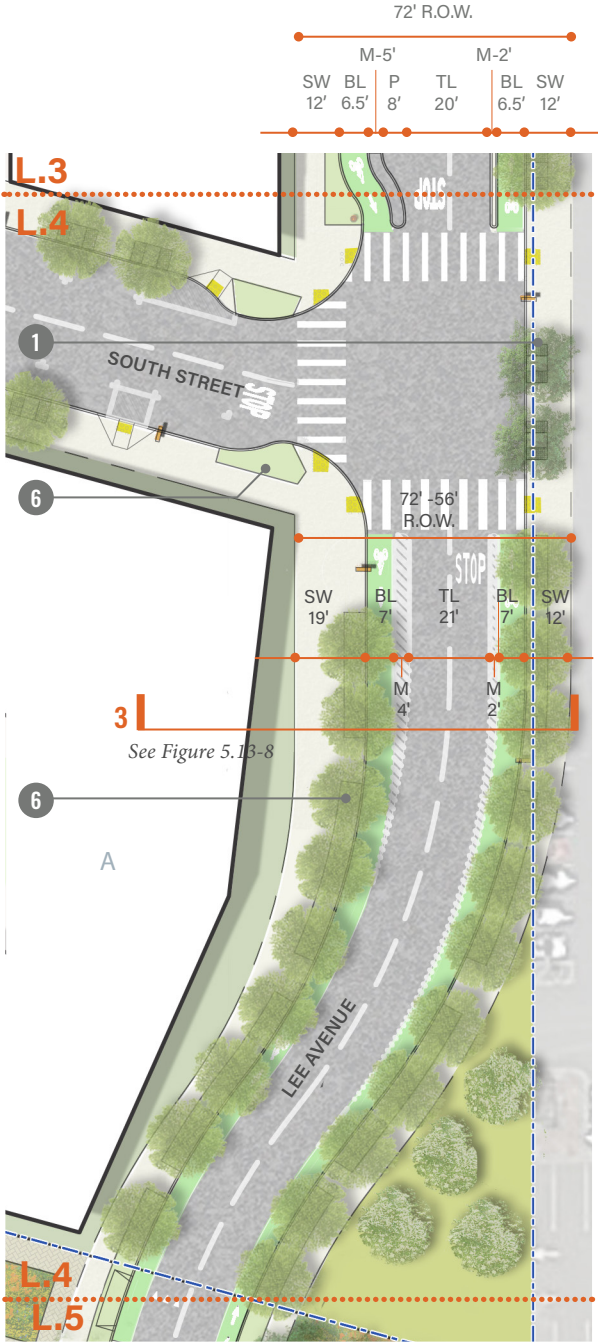 72' R.O.W.
M-5' M-2'
SW BL P TL BL SW
12' 6.5' 8' 20' 6.5' 12'
L.3
STOP
L.4
1
SOUTH STREET
STOP
6
72' -56'
R.O.W.
STOP
SW BL TL BL SW
19' 7' 21' 7' 12'
M M
4' 2'
3
See Figure 5.13-8
6
A
LEE AVENUE
L.4
L.5